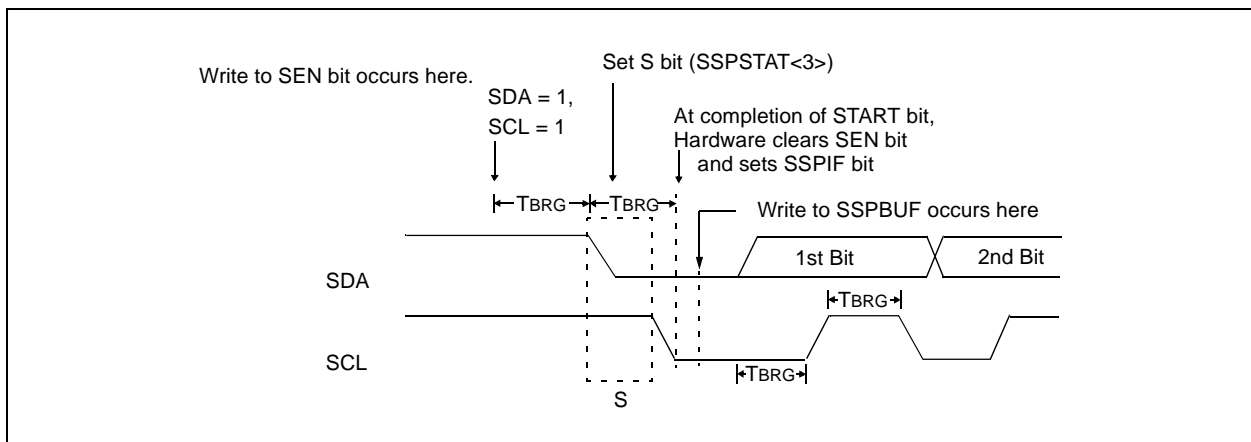 Set S bit (SSPSTAT<3>)
Write to SEN bit occurs here.
SDA = 1,
SCL = 1
At completion of START bit,
Hardware clears SEN bit
and sets SSPIF bit
TBRG
TBRG
Write to SSPBUF occurs here
1st Bit
2nd Bit
SDA
TBRG
SCL
TBRG
S